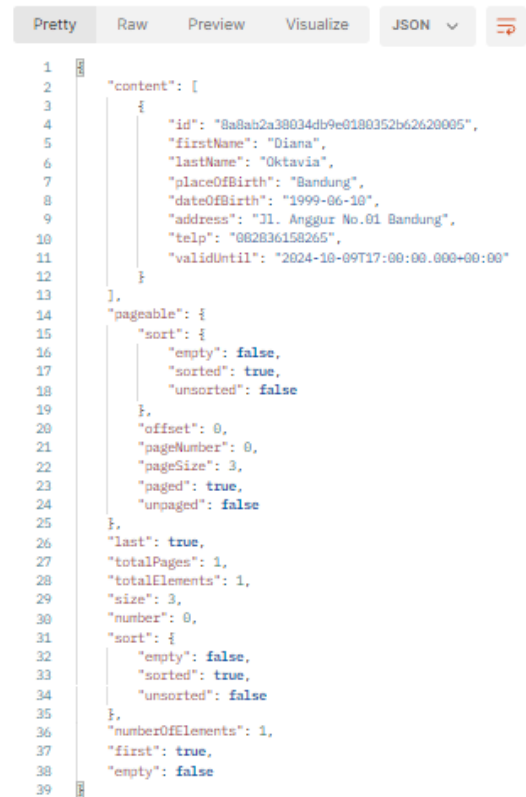 Pretty Raw Preview Visualize JSON
1 {
2 "content": [
3 {
4 "id": "8a8ab2a38034db9e0180352b62620005",
5 "firstName": "Diana",
6 "lastName": "Oktavia",
7 "placeOfBirth": "Bandung",
8 "dateOfBirth": "1999-06-10",
9 "address": "Jl. Anggur No.01 Bandung",
10 "telp": "082836158265",
11 "validUntil": "2024-10-09T17:00:00.000+00:00"
12 }
13 ],
14 "pageable": {
15 "sort": {
16 "empty": false,
17 "sorted": true,
18 "unsorted": false
19 },
20 "offset": 0,
21 "pageNumber": 0,
22 "pageSize": 3,
23 "paged": true,
24 "unpaged": false
25 },
26 "last": true,
27 "totalPages": 1,
28 "totalElements": 1,
29 "size": 3,
30 "number": 0,
31 "sort": {
32 "empty": false,
33 "sorted": true,
34 "unsorted": false
35 },
36 "numberOfElements": 1,
37 "first": true,
38 "empty": false
39 }